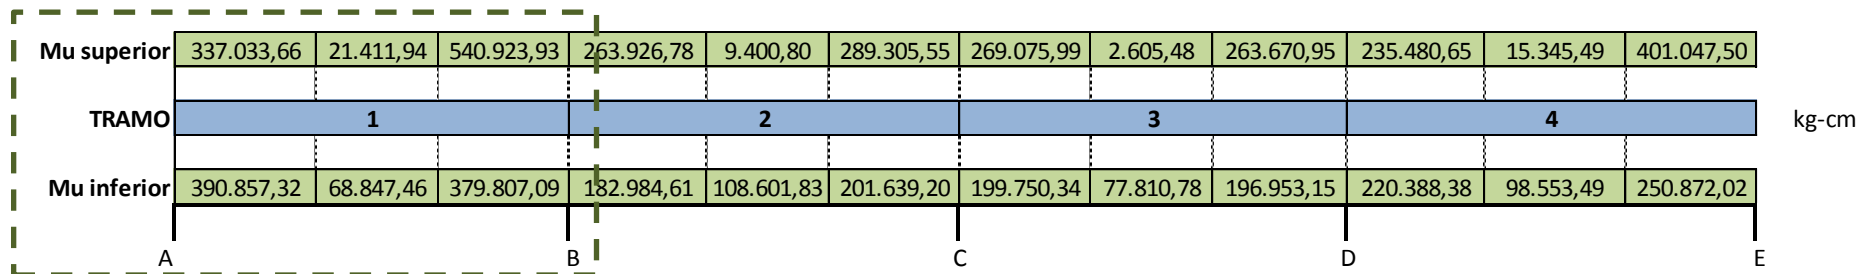 Mu superior 337.033,66 21.411,94 540.923,93 263.926,78 9.400,80 289.305,55 269.075,99 2.605,48 263.670,95 235.480,65 15.345,49 401.047,50
TRAMO 1 2 3 4 kg-cm
Mu inferior 390.857,32 68.847,46 379.807,09 182.984,61 108.601,83 201.639,20 199.750,34 77.810,78 196.953,15 220.388,38 98.553,49 250.872,02
A B C D E